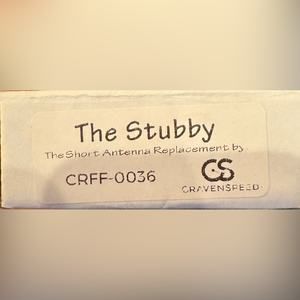 The Stubby
The Short Antenna Replacement by
CRFF-0036
CS
CRAVENSPEED